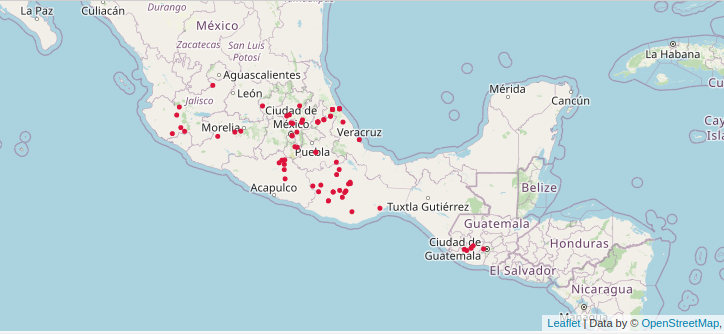 Tamaulipas
La Paz
Culiacán
Durango
México
Zacatecas
San Luis
Potosí
La Habana
Aguascalientes
León
Jalisco
Mérida
Cancún
Ciudad de
México
Morelia
Veracruz
Puebla
Cay
Isla
Acapulco
Tuxtla Gutiérrez
Belize
Guatemala
Ciudad de
Guatemala
Honduras
El Salvador
Nicaragua
Managua
Leaflet | Data by © OpenStreetMap,